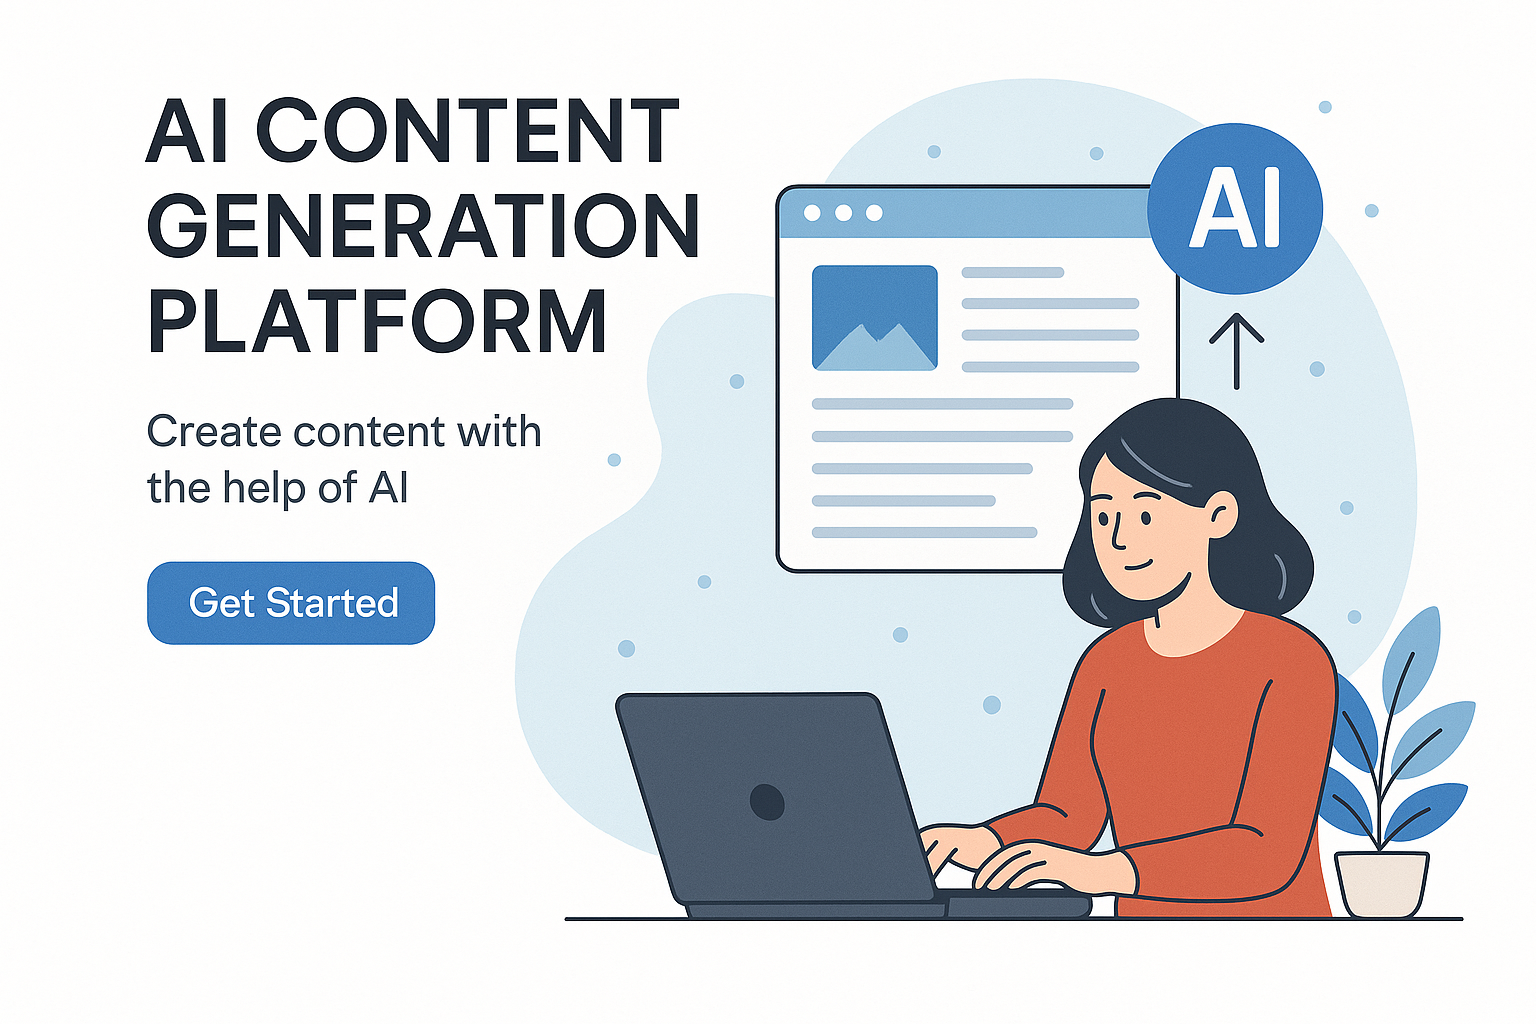 AI CONTENT
GENERATION
PLATFORM
Create content with
the help of AI
Get Started
AI